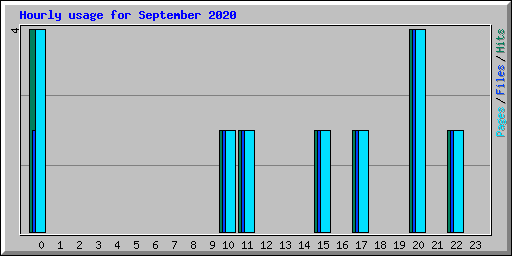 Hourly usage for September 2020
4
Pages/Files/Hits
0 1 2 3 4 5 6 7 8 9 10 11 12 13 14 15 16 17 18 19 20 21 22 23